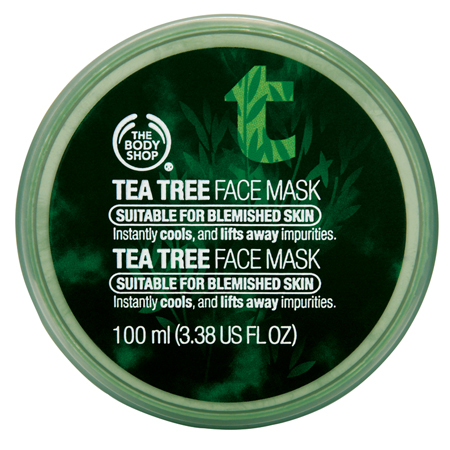 t
THE
BODY
SHOP
®
TEA TREE FACE MASK
SUITABLE FOR BLEMISHED SKIN
Instantly cools, and lifts away impurities.
TEA TREE FACE MASK
SUITABLE FOR BLEMISHED SKIN
Instantly cools, and lifts away impurities.
100 ml (3.38 US FL OZ)